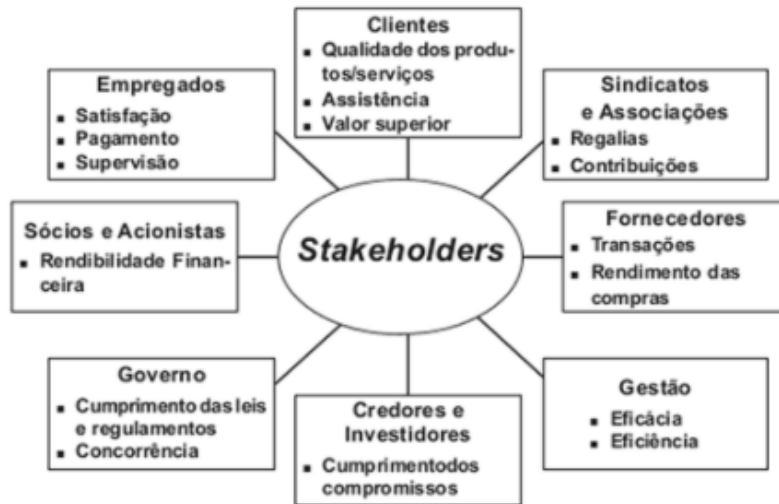 Clientes
▪ Qualidade dos produ-
tos/serviços
▪ Assistência
▪ Valor superior
Empregados
▪ Satisfação
▪ Pagamento
▪ Supervisão
Sindicatos
e Associações
▪ Regalias
▪ Contribuições
Sócios e Acionistas
▪ Rendibilidade Finan-
ceira
Stakeholders
Fornecedores
▪ Transações
▪ Rendimento das
compras
Governo
▪ Cumprimento das leis
e regulamentos
▪ Concorrência
Credores e
Investidores
▪ Cumprimentodos
compromissos
Gestão
▪ Eficácia
▪ Eficiência